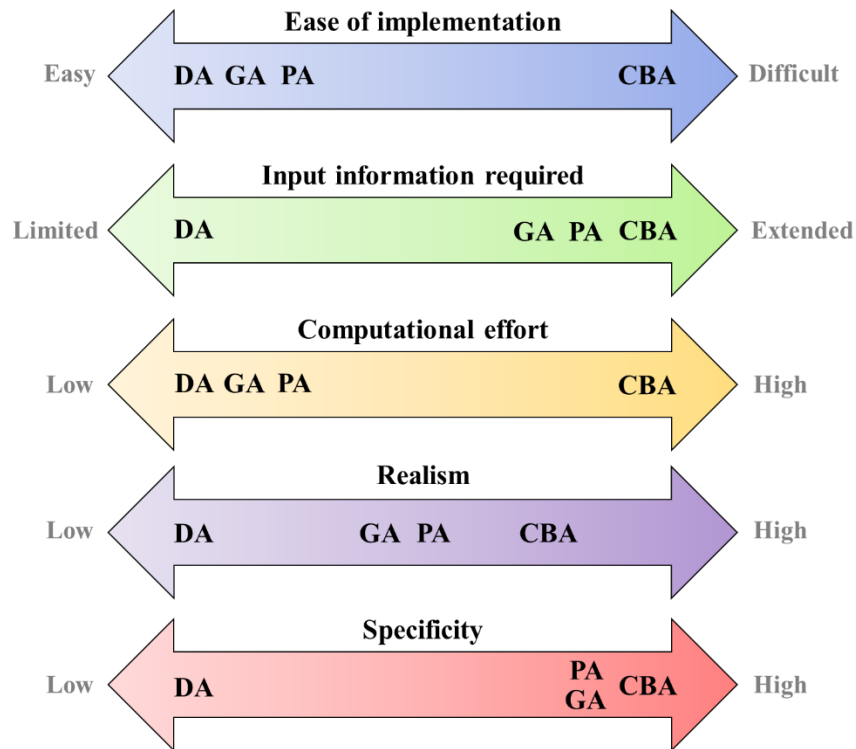 Ease of implementation
Easy DA GA PA CBA Difficult
Input information required
Limited DA GA PA CBA Extended
Computational effort
Low DA GA PA CBA High
Realism
Low DA GA PA CBA High
Specificity
PA
Low DA GA CBA High